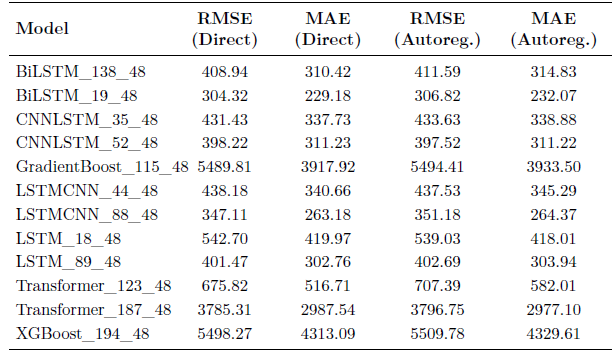 Model RMSE (Direct) MAE (Direct) RMSE (Autoreg.) MAE (Autoreg.)
BiLSTM_138_48 408.94 310.42 411.59 314.83
BiLSTM_19_48 304.32 229.18 306.82 232.07
CNNLSTM_35_48 431.43 337.73 433.63 338.88
CNNLSTM_52_48 398.22 311.23 397.52 311.22
GradientBoost_115_48 5489.81 3917.92 5494.41 3933.50
LSTMCNN_44_48 438.18 340.66 437.53 345.29
LSTMCNN_88_48 347.11 263.18 351.18 264.37
LSTM_18_48 542.70 419.97 539.03 418.01
LSTM_89_48 401.47 302.76 402.69 303.94
Transformer_123_48 675.82 516.71 707.39 582.01
Transformer_187_48 3785.31 2987.54 3796.75 2977.10
XGBoost_194_48 5498.27 4313.09 5509.78 4329.61